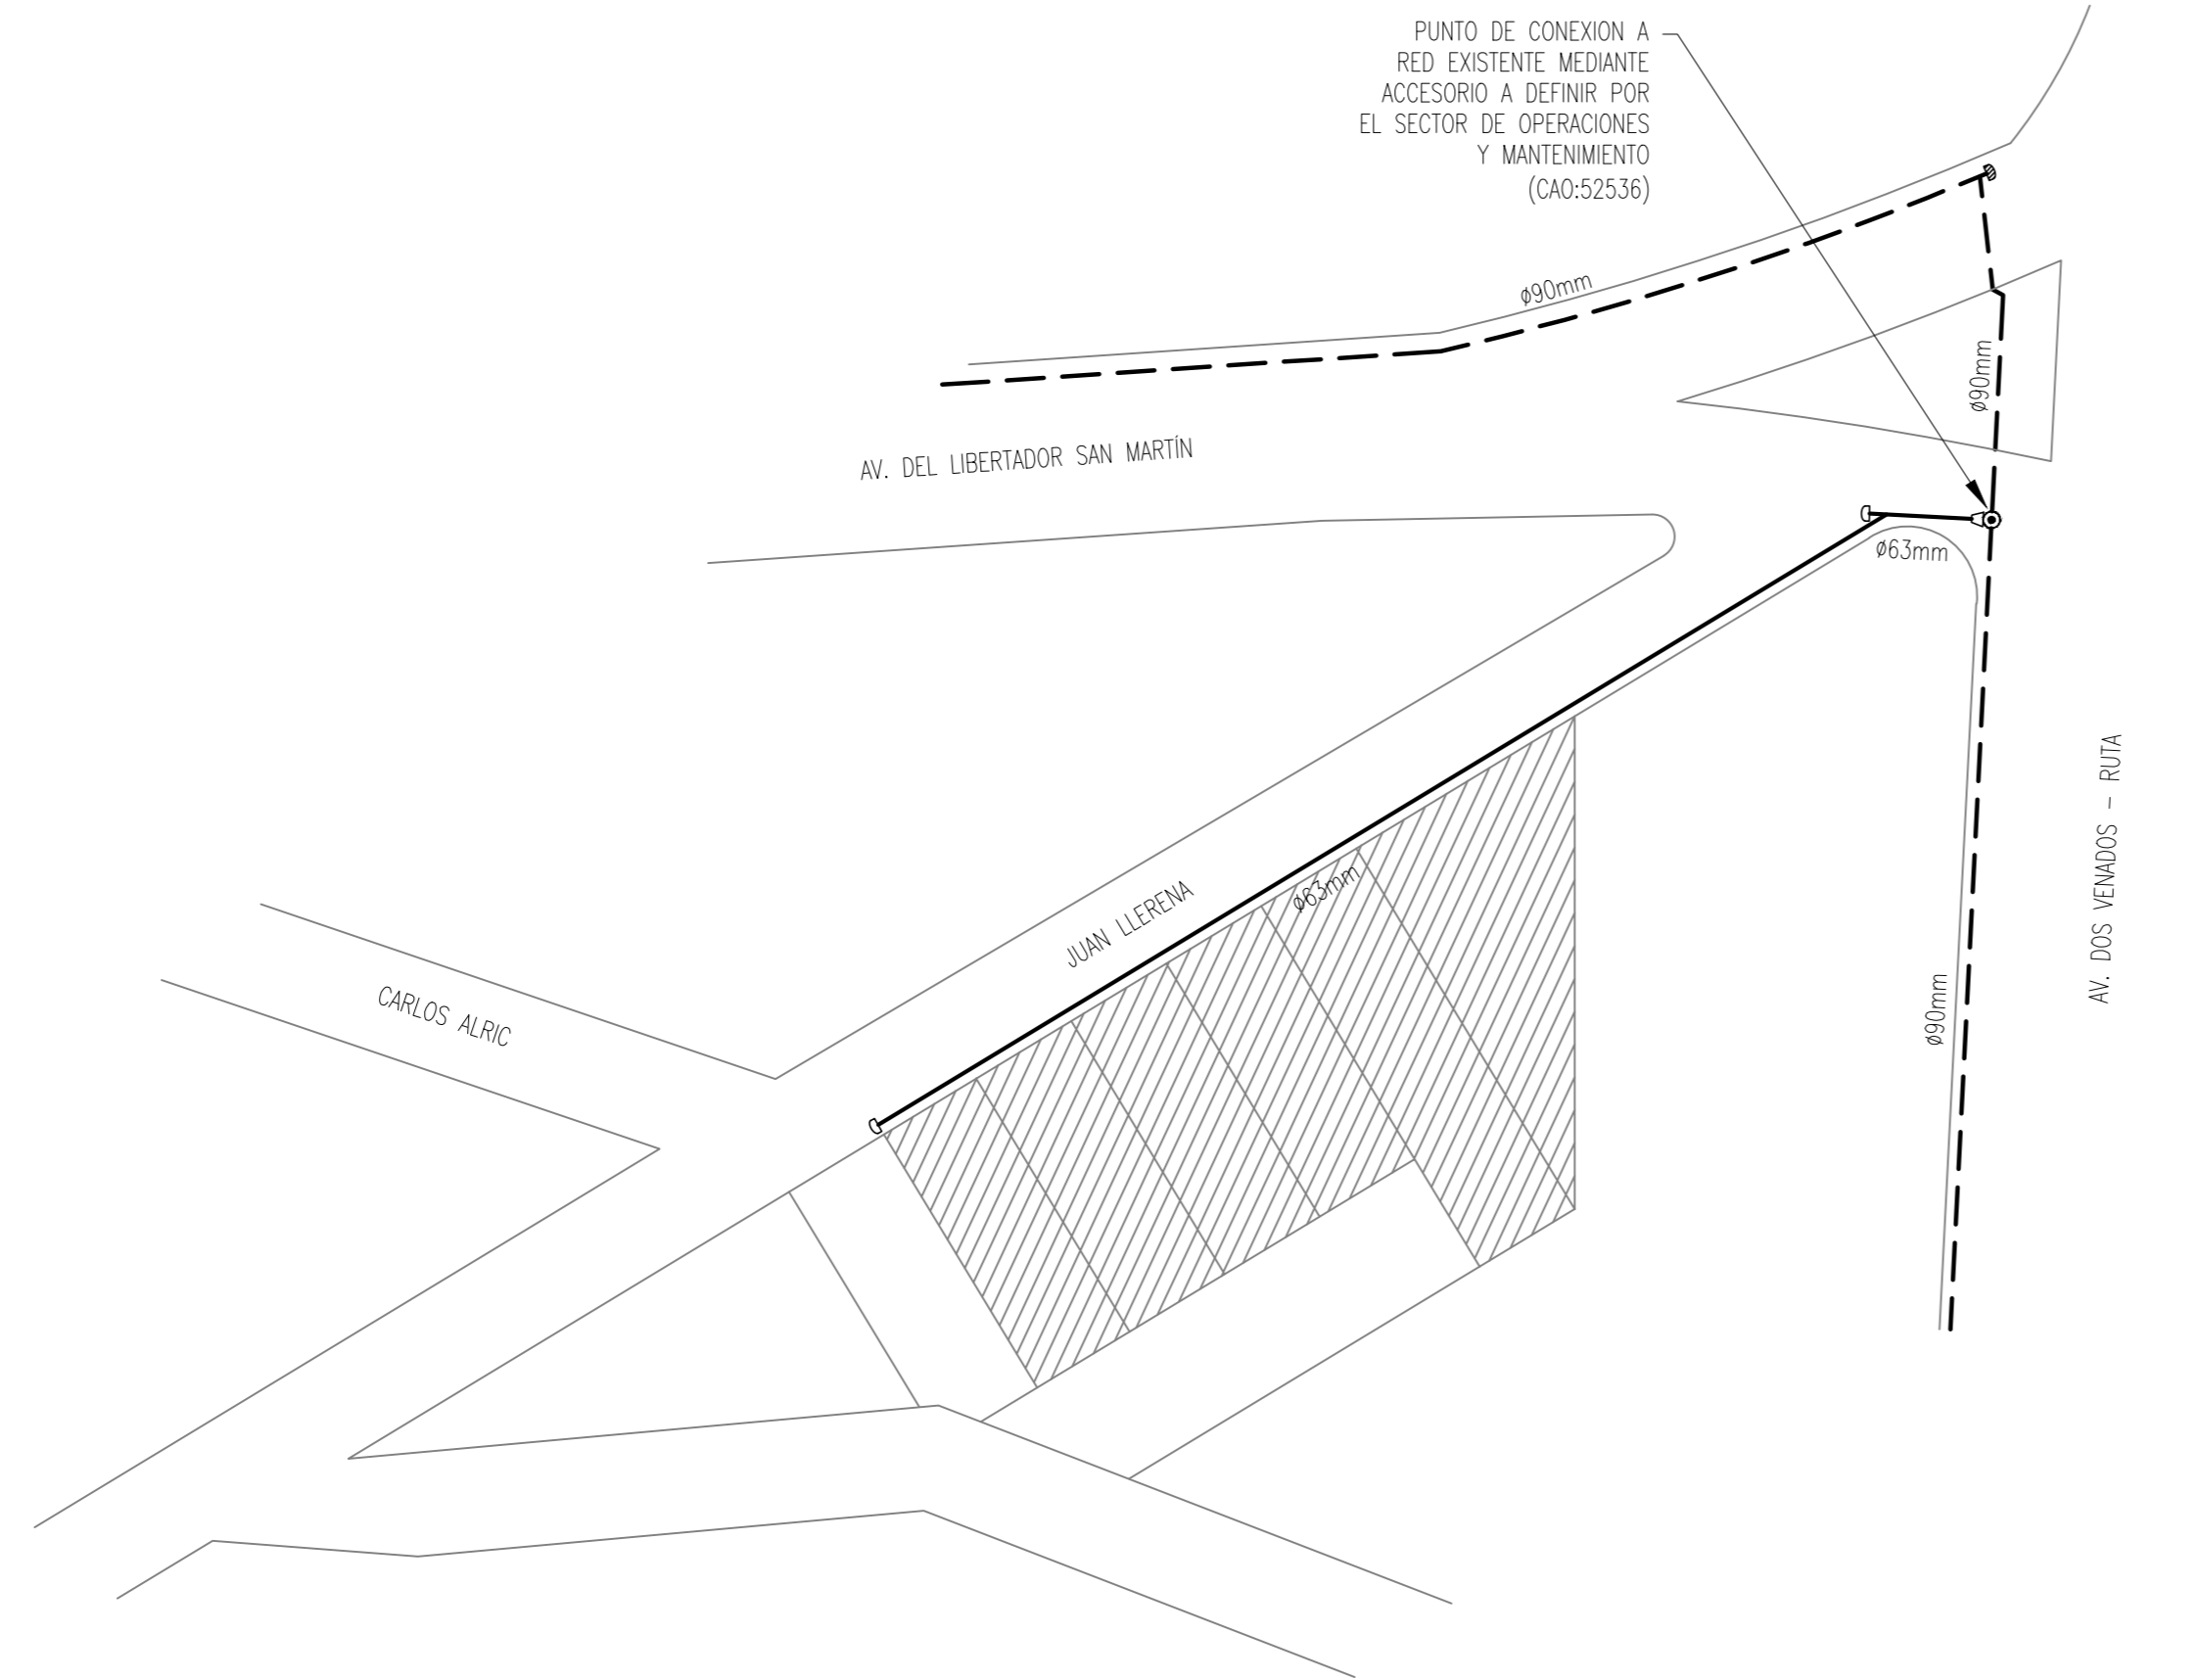 PUNTO DE CONEXION A
RED EXISTENTE MEDIANTE
ACCESORIO A DEFINIR POR
EL SECTOR DE OPERACIONES
Y MANTENIMIENTO
(CAO:52536)
ø90mm
ø90mm
AV. DEL LIBERTADOR SAN MARTÍN
ø63mm
AV. DOS VENADOS - RUTA
ø63mm
JUAN LLERENA
CARLOS ALRIC
ø90mm